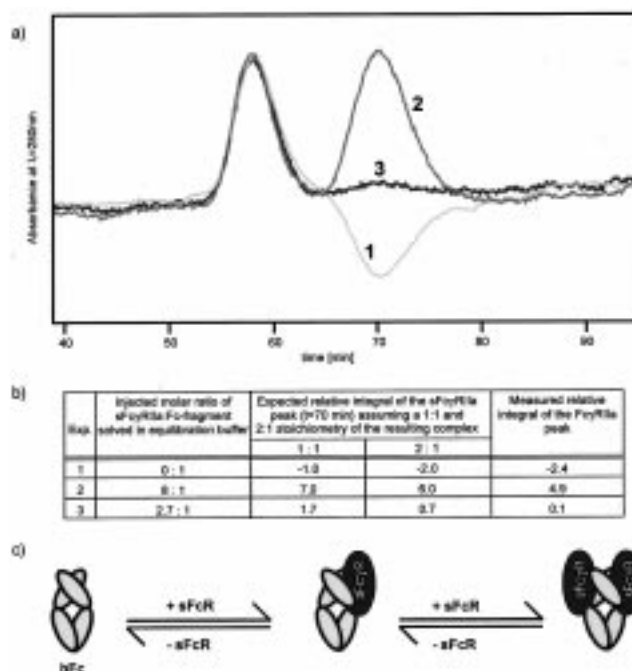 a)
Absorbance at λ=280nm
2
3
1
40 50 60 70 80 90
time [min]
b)
Exp.
Injected molar ratio of
sFcγRIIa:Fc-fragment
solved in equilibration buffer
Expected relative integral of the sFcγRIIa
peak (t=70 min) assuming a 1:1 and
2:1 stoichiometry of the resulting complex
Measured relative
integral of the FcγRIIa
peak
1 : 1 2 : 1
1 0 : 1 -1.0 -2.0 -2.4
2 8 : 1 7.0 6.0 4.9
3 2.7 : 1 1.7 0.7 0.1
c)
+ sFcR
- sFcR
+ sFcR
- sFcR
hFc